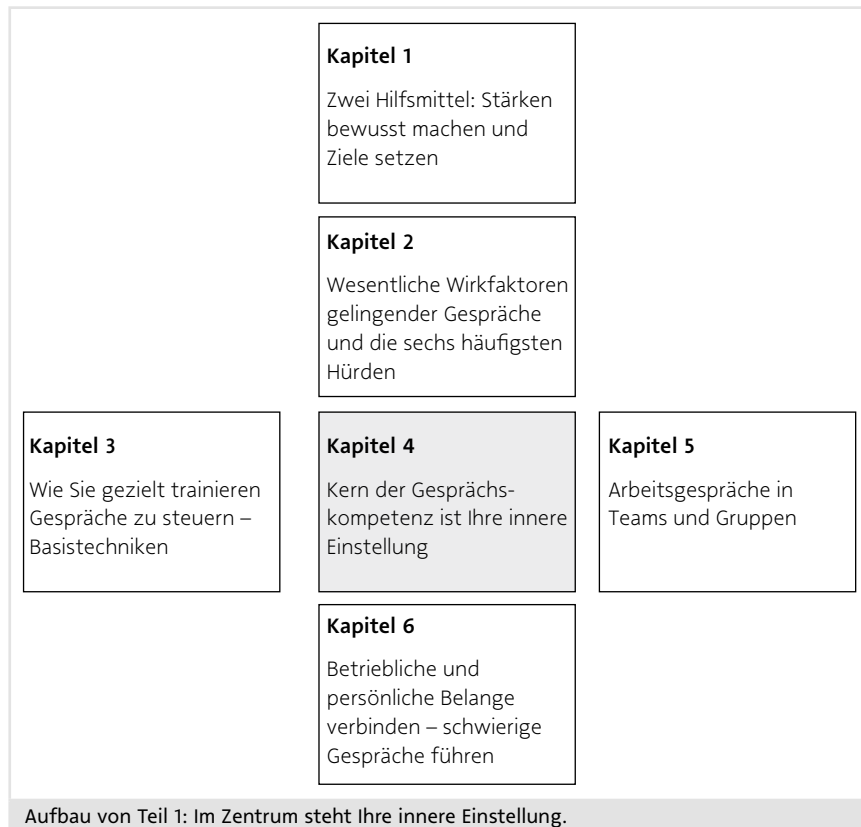 Kapitel 1
Zwei Hilfsmittel: Stärken
bewusst machen und
Ziele setzen
Kapitel 2
Wesentliche Wirkfaktoren
gelingender Gespräche
und die sechs häufigsten
Hürden
Kapitel 3
Wie Sie gezielt trainieren
Gespräche zu steuern –
Basistechniken
Kapitel 4
Kern der Gesprächs-
kompetenz ist Ihre innere
Einstellung
Kapitel 5
Arbeitsgespräche in
Teams und Gruppen
Kapitel 6
Betriebliche und
persönliche Belange
verbinden – schwierige
Gespräche führen
Aufbau von Teil 1: Im Zentrum steht Ihre innere Einstellung.